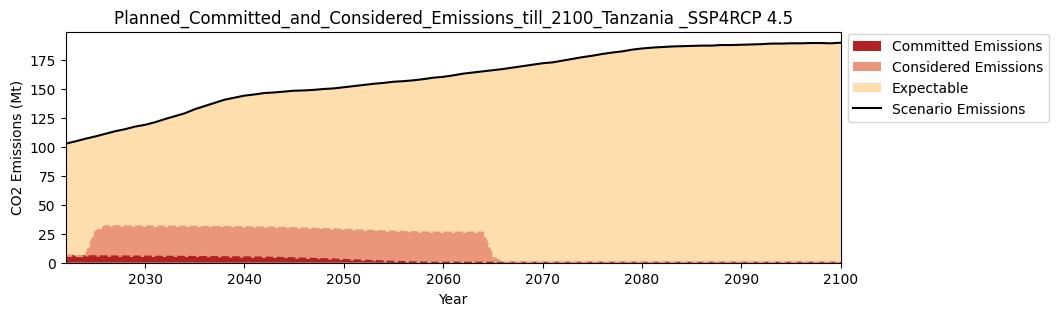 Planned_Committed_and_Considered_Emissions_till_2100_Tanzania _SSP4RCP 4.5
Committed Emissions
Considered Emissions
Expectable
Scenario Emissions
CO2 Emissions (Mt)
175
150
125
100
75
50
25
0
2030 2040 2050 2060 2070 2080 2090 2100
Year